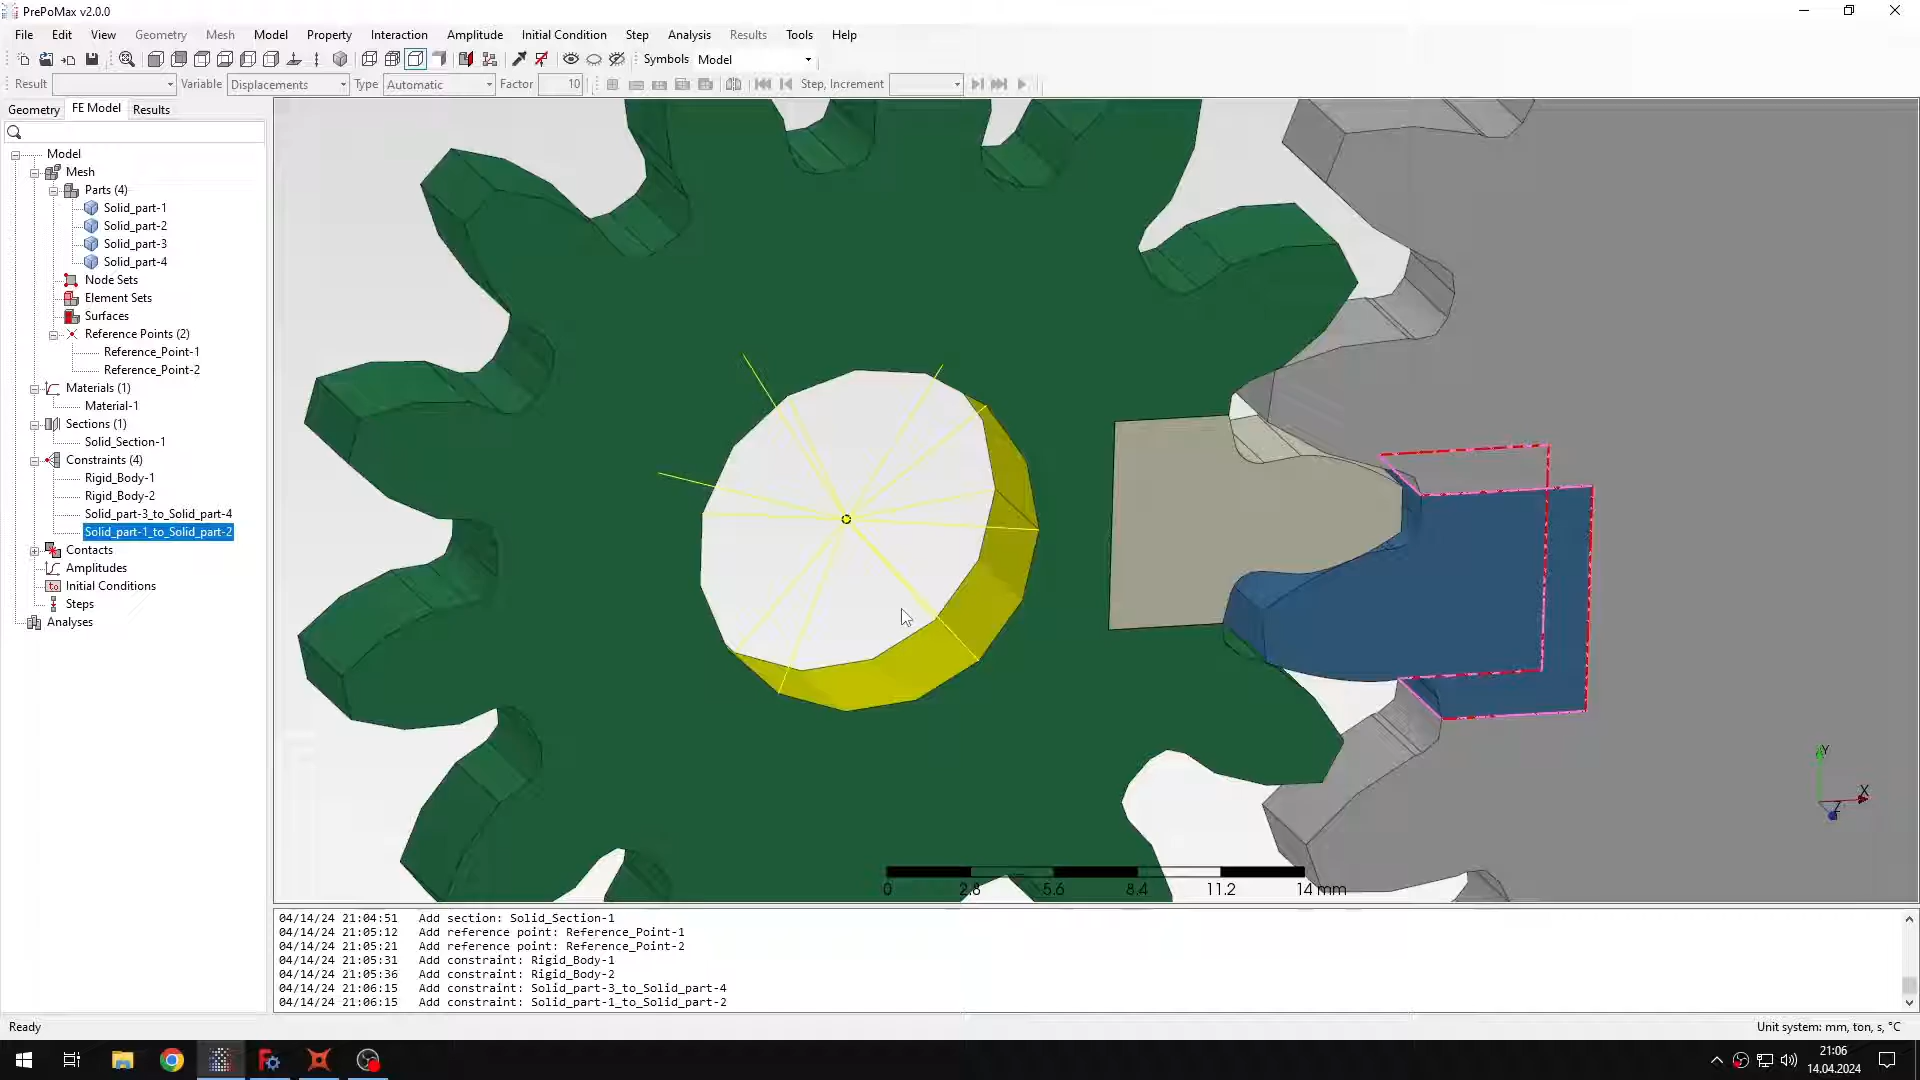 PrePoMax v2.0.0
File Edit View Geometry Mesh Model Property Interaction Amplitude Initial Condition Step Analysis Results Tools Help
Symbols Model
Result Variable Displacements Type Automatic Factor 10 Step, Increment
Geometry FE Model Results
Model
Mesh
Parts (4)
Solid_part-1
Solid_part-2
Solid_part-3
Solid_part-4
Node Sets
Element Sets
Surfaces
Reference Points (2)
Reference_Point-1
Reference_Point-2
Materials (1)
Material-1
Sections (1)
Solid_Section-1
Constraints (4)
Rigid_Body-1
Rigid_Body-2
Solid_part-3_to_Solid_part-4
Solid_part-1_to_Solid_part-2
Contacts
Amplitudes
Initial Conditions
Steps
Analyses
Y
X
Z
0 2.8 5.6 8.4 11.2 14 mm
04/14/24 21:04:51 Add section: Solid_Section-1
04/14/24 21:05:12 Add reference point: Reference_Point-1
04/14/24 21:05:21 Add reference point: Reference_Point-2
04/14/24 21:05:31 Add constraint: Rigid_Body-1
04/14/24 21:05:36 Add constraint: Rigid_Body-2
04/14/24 21:06:15 Add constraint: Solid_part-3_to_Solid_part-4
04/14/24 21:06:15 Add constraint: Solid_part-1_to_Solid_part-2
Ready
Unit system: mm, ton, s, °C
21:06
14.04.2024